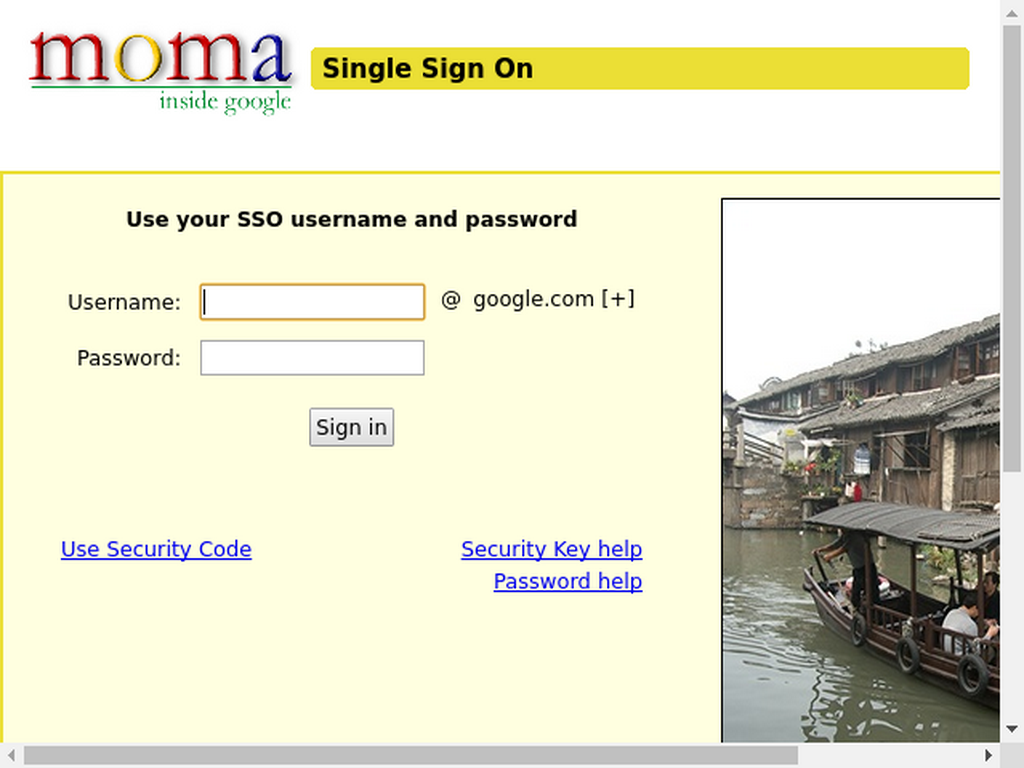 moma
inside google
Single Sign On
Use your SSO username and password
Username: @ google.com [+]
Password:
Sign in
Use Security Code Security Key help
Password help